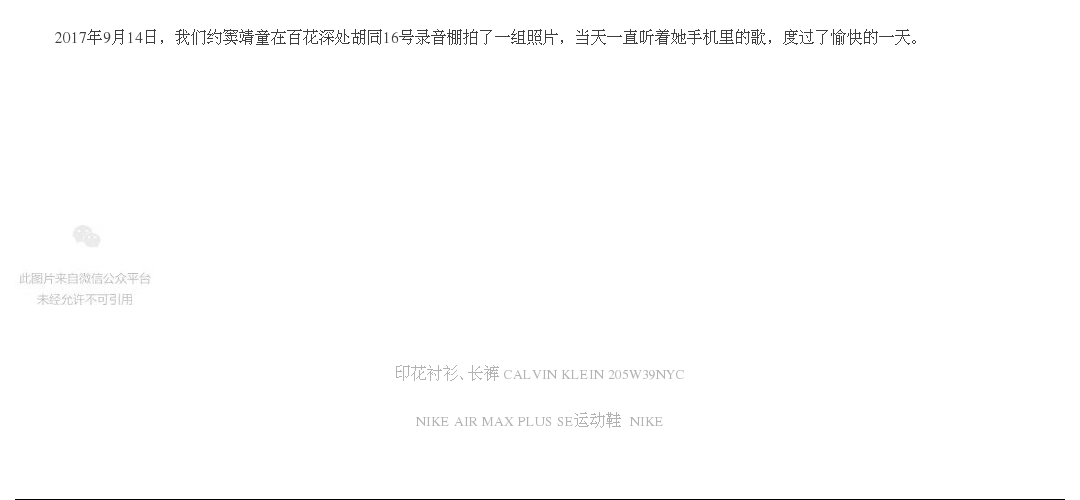 2017年9月14日，我们约窦靖童在百花深处胡同16号录音棚拍了一组照片，当天一直听着她手机里的歌，度过了愉快的一天。
此图片来自微信公众平台
未经允许不可引用
印花衬衫、长裤 CALVIN KLEIN 205W39NYC
NIKE AIR MAX PLUS SE运动鞋 NIKE